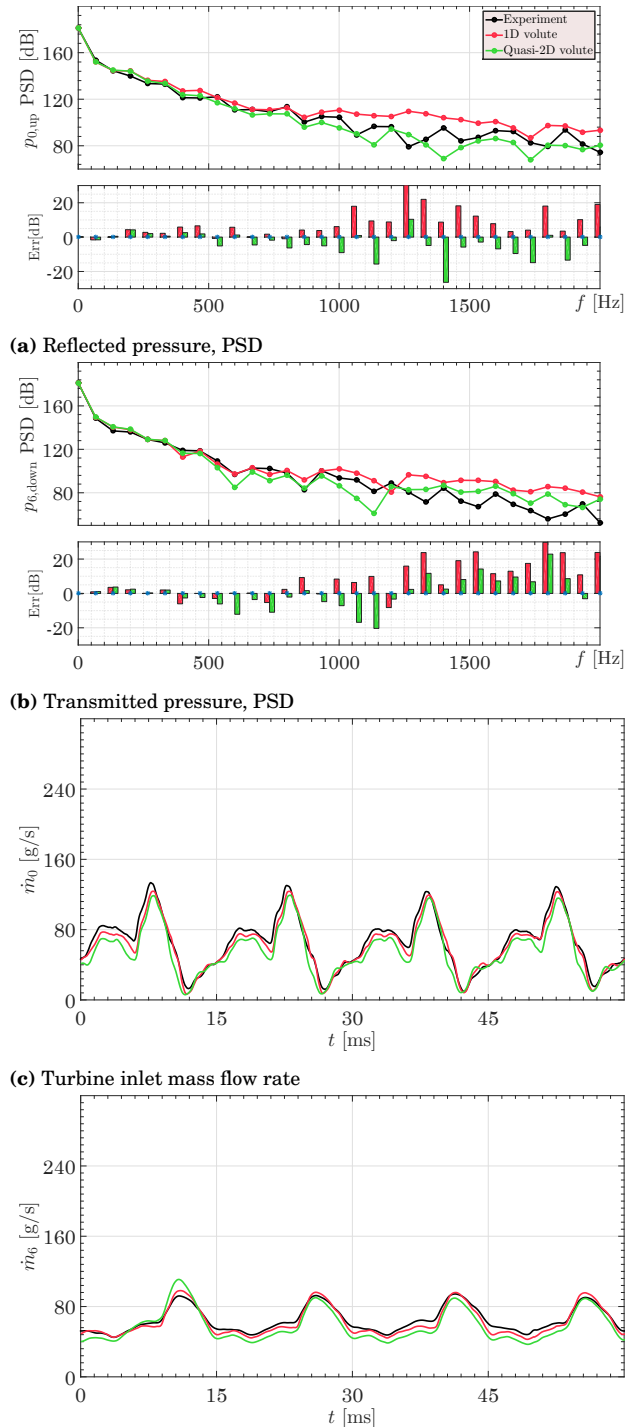 Experiment
1D volute
Quasi-2D volute
160
120
80
p0,up PSD [dB]
20
0
-20
Err[dB]
0 500 1000 1500 f [Hz]
(a) Reflected pressure, PSD
160
120
80
p6,down PSD [dB]
20
0
-20
Err[dB]
0 500 1000 1500 f [Hz]
(b) Transmitted pressure, PSD
240
160
80
0
ṁ0 [g/s]
0 15 30 45
t [ms]
(c) Turbine inlet mass flow rate
240
160
80
0
ṁ6 [g/s]
0 15 30 45
t [ms]